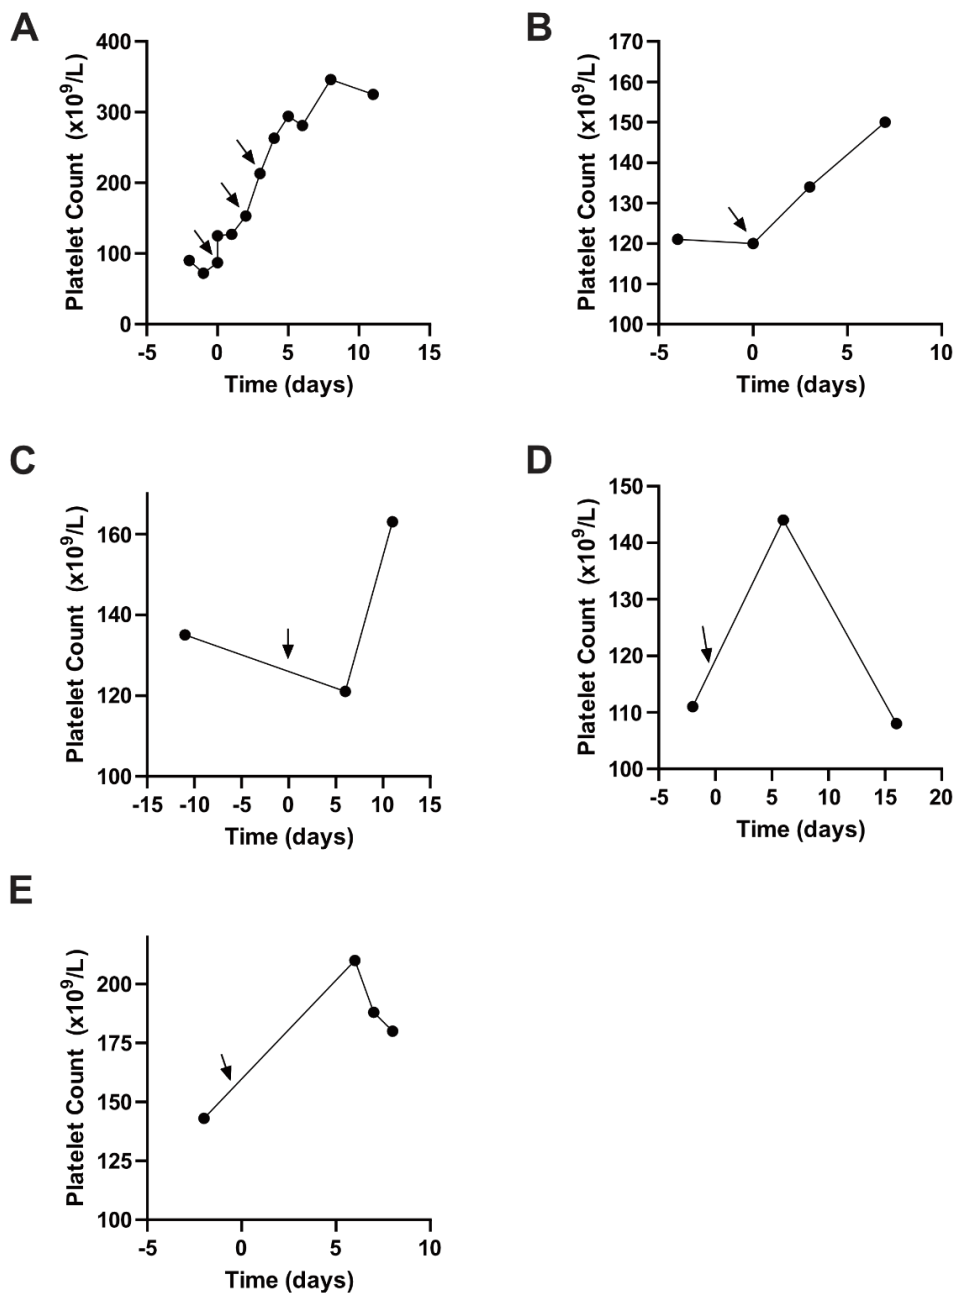 A
Platelet Count (x10⁹/L)
400
300
200
100
0
-5 0 5 10 15
Time (days)
B
Platelet Count (x10⁹/L)
170
160
150
140
130
120
110
100
-5 0 5 10
Time (days)
C
Platelet Count (x10⁹/L)
160
140
120
100
-15 -10 -5 0 5 10 15
Time (days)
D
Platelet Count (x10⁹/L)
150
140
130
120
110
100
-5 0 5 10 15 20
Time (days)
E
Platelet Count (x10⁹/L)
200
175
150
125
100
-5 0 5 10
Time (days)